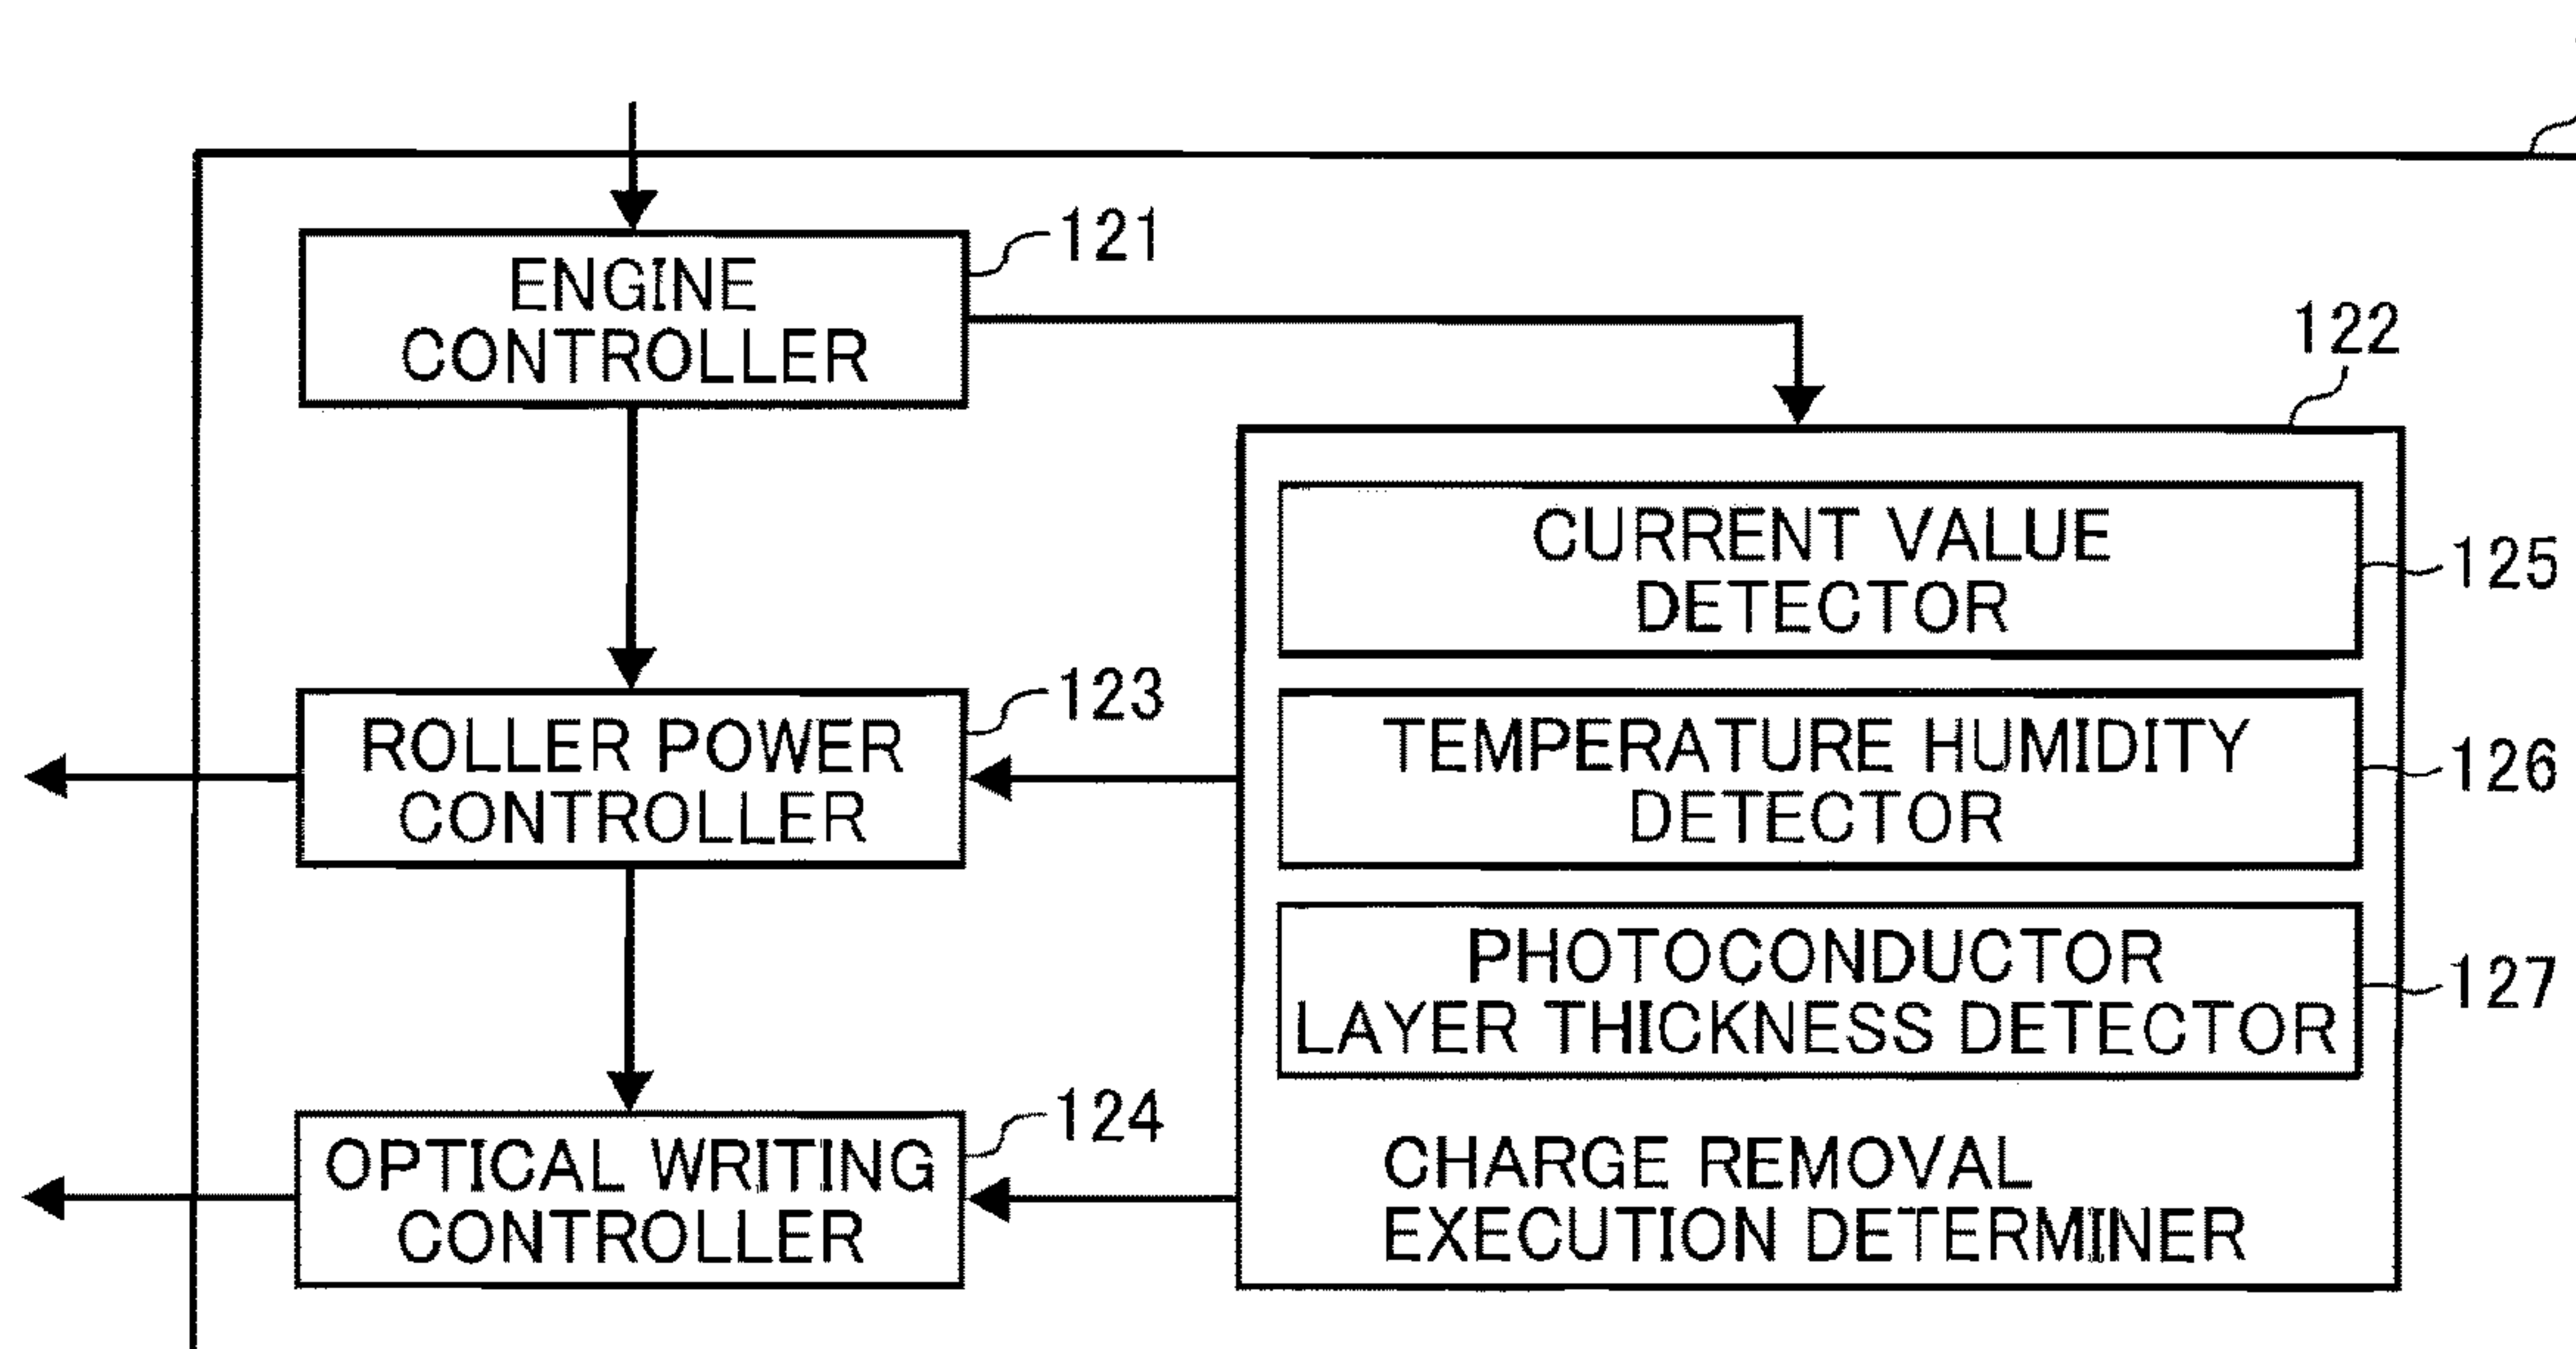 121
ENGINE
CONTROLLER
122
CURRENT VALUE
DETECTOR
125
123
ROLLER POWER
CONTROLLER
TEMPERATURE HUMIDITY
DETECTOR
126
PHOTOCONDUCTOR
LAYER THICKNESS DETECTOR
127
124
OPTICAL WRITING
CONTROLLER
CHARGE REMOVAL
EXECUTION DETERMINER